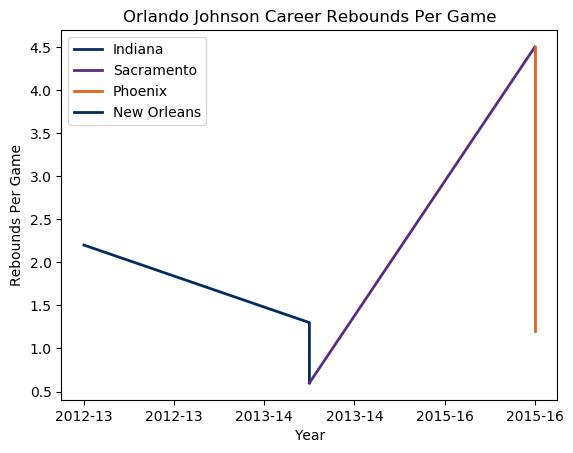 Orlando Johnson Career Rebounds Per Game
Indiana
Sacramento
Phoenix
New Orleans
Rebounds Per Game
4.5
4.0
3.5
3.0
2.5
2.0
1.5
1.0
0.5
2012-13 2012-13 2013-14 2013-14 2015-16 2015-16
Year